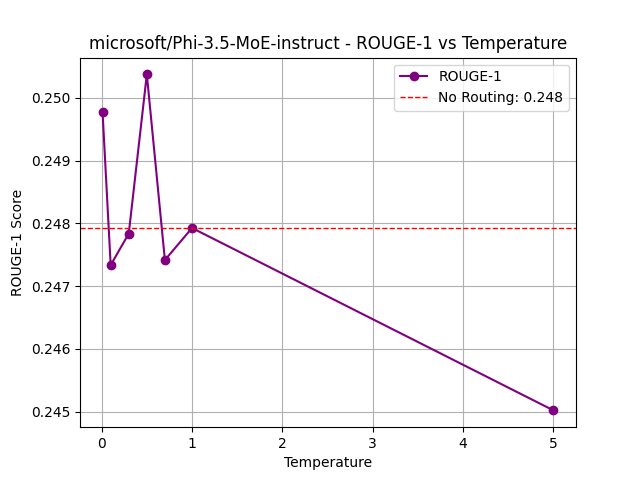 microsoft/Phi-3.5-MoE-instruct - ROUGE-1 vs Temperature
ROUGE-1
No Routing: 0.248
ROUGE-1 Score
0.250
0.249
0.248
0.247
0.246
0.245
0
1
2
3
4
5
Temperature